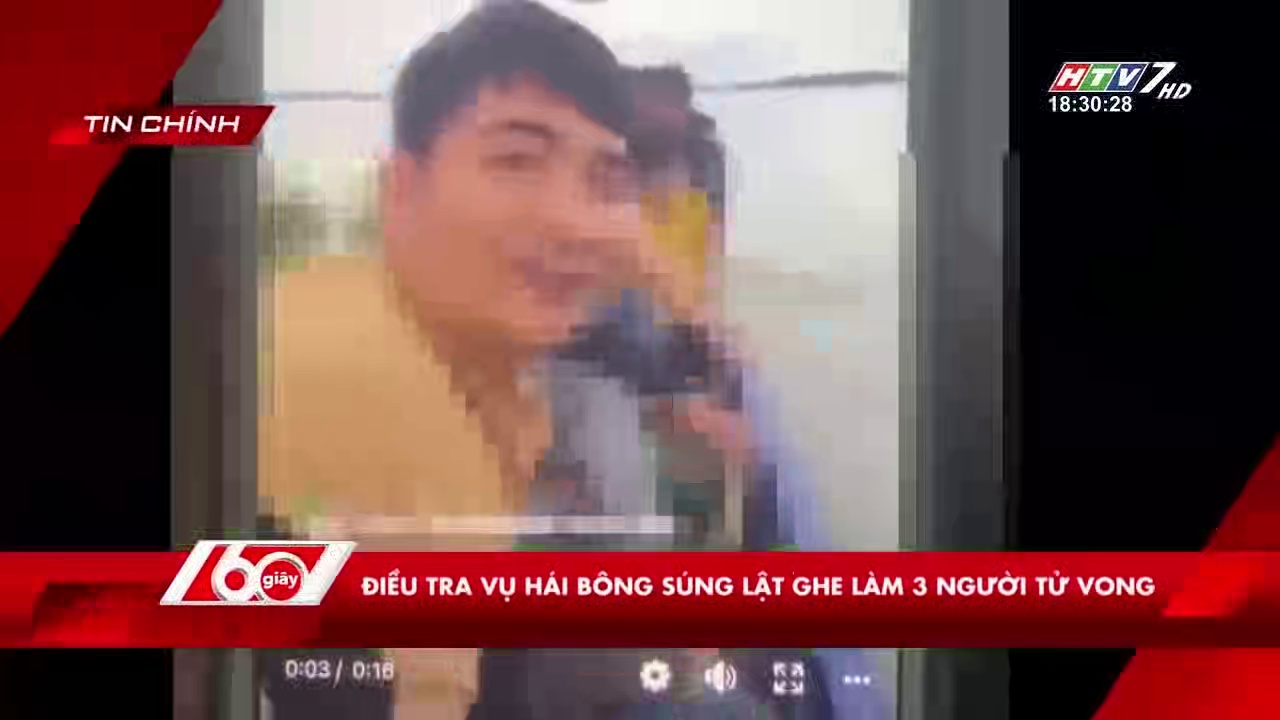 HTV7 HD
18:30:28
TIN CHÍNH
60 giây
ĐIỀU TRA VỤ HÁI BÔNG SÚNG LẬT GHE LÀM 3 NGƯỜI TỬ VONG
0:03 / 0:16